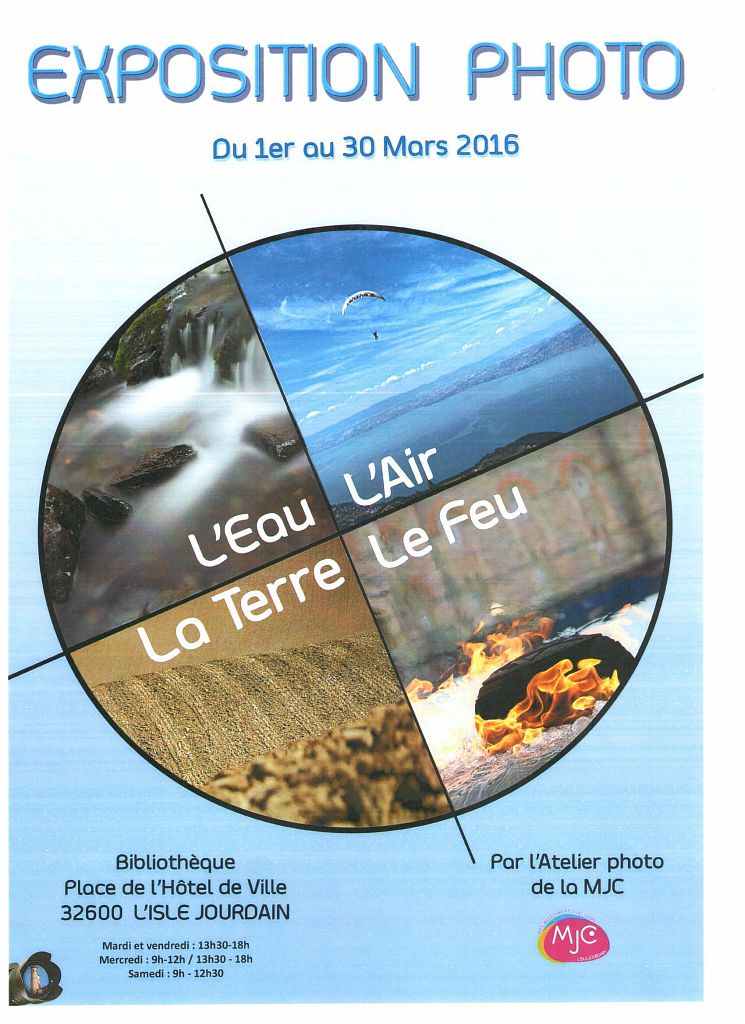 EXPOSITION PHOTO
Du 1er au 30 Mars 2016
L'Eau
L'Air
La Terre
Le Feu
Bibliothèque
Place de l'Hôtel de Ville
32600 L'ISLE JOURDAIN
Mardi et vendredi : 13h30-18h
Mercredi : 9h-12h / 13h30 - 18h
Samedi : 9h - 12h30
Par l'Atelier photo
de la MJC
MJC
L'ISLE JOURDAIN